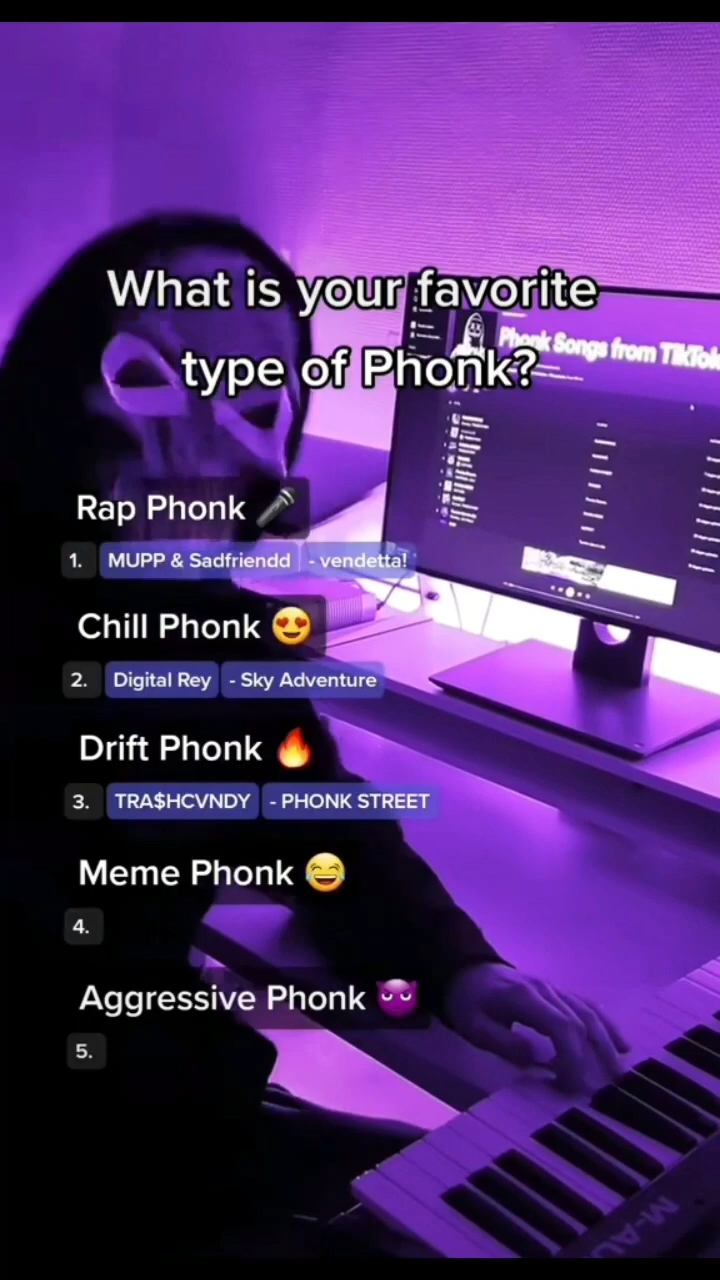 What is your favorite
type of Phonk?
Phonk Songs from TikTok
Rap Phonk 🎤
1. MUPP & Sadfriendd - vendetta!
Chill Phonk 😍
2. Digital Rey - Sky Adventure
Drift Phonk 🔥
3. TRA$HCVNDY - PHONK STREET
Meme Phonk 😂
4.
Aggressive Phonk 😈
5.
M-AU